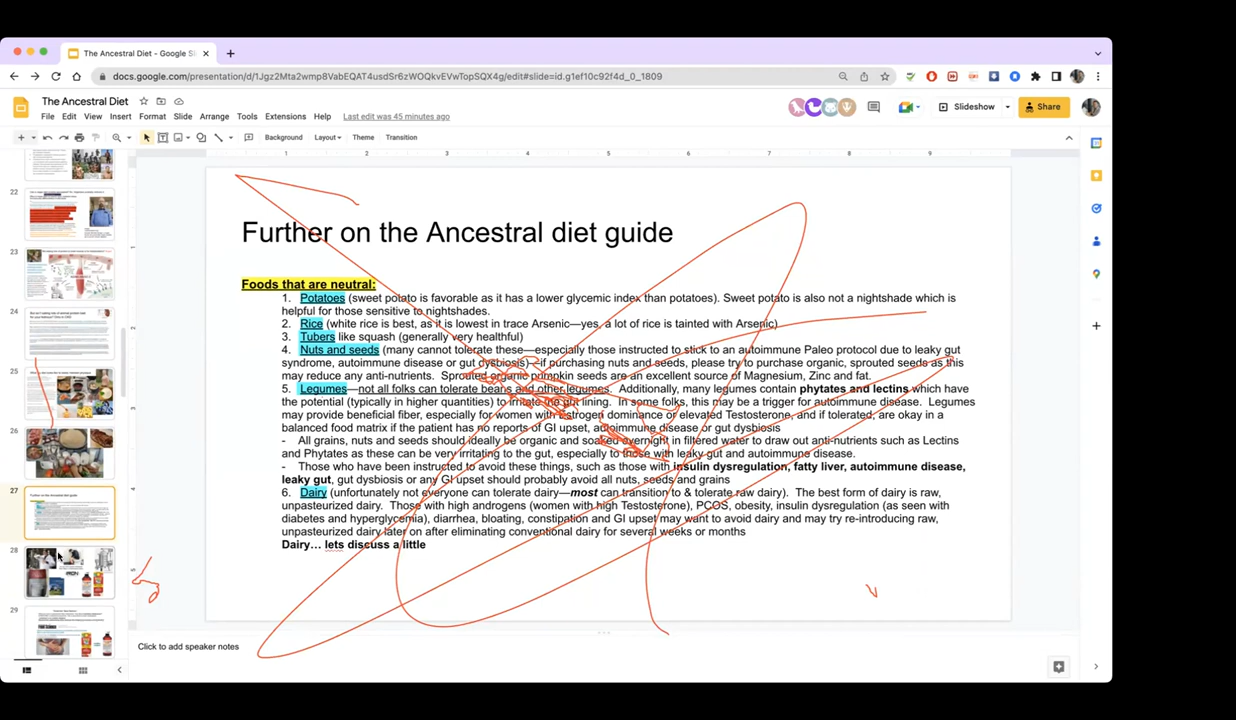 The Ancestral Diet - Google Sl
docs.google.com/presentation/d/1Jgz2Mta2wmp8VabEQAT4usdSr6zWOQkvEVwTopSQX4g/edit#slide=id.g1ef10c92f4d_0_1809
The Ancestral Diet
File Edit View Insert Format Slide Arrange Tools Extensions Help Last edit was 45 minutes ago
Slideshow
Share
Background Layout Theme Transition
1 2 3 4 5 6 7 8 9
22
23
24
25
26
27
28
29
Further on the Ancestral diet guide
Foods that are neutral:
1. Potatoes (sweet potato is favorable as it has a lower glycemic index than potatoes). Sweet potato is also not a nightshade which is
helpful for those sensitive to nightshades.
2. Rice (white rice is best, as it is lowest in trace Arsenic—yes, a lot of rice is tainted with Arsenic)
3. Tubers like squash (generally very healthful)
4. Nuts and seeds (many cannot tolerate these—especially those instructed to stick to an autoimmune Paleo protocol due to leaky gut
syndrome, autoimmune disease or gut dysbiosis)—if purchasing nuts and seeds, please try to purchase organic, sprouted seeds as this
may reduce any anti-nutrients. Sprouted organic pumpkin seeds are an excellent source of Magnesium, Zinc and fat.
5. Legumes—not all folks can tolerate beans and other legumes. Additionally, many legumes contain phytates and lectins which have
the potential (typically in higher quantities) to irritate the gut lining. In some folks, this may be a trigger for autoimmune disease. Legumes
may provide beneficial fiber, especially for women with Estrogen dominance or elevated Testosterone, and if tolerated, are okay in a
balanced food matrix if the patient has no reports of GI upset, autoimmune disease or gut dysbiosis
- All grains, nuts and seeds should ideally be organic and soaked overnight in filtered water to draw out anti-nutrients such as Lectins
and Phytates as these can be very irritating to the gut, especially to those with leaky gut and autoimmune disease.
- Those who have been instructed to avoid these things, such as those with insulin dysregulation, fatty liver, autoimmune disease,
leaky gut, gut dysbiosis or any GI upset should probably avoid all nuts, seeds and grains
6. Dairy (unfortunately not everyone can tolerate dairy—most can transition to & tolerate raw dairy). The best form of dairy is raw,
unpasteurized dairy. Those with high androgens (women with high Testosterone), PCOS, obesity, insulin dysregulation (as seen with
diabetes and hyperglycemia), diarrhea, bloating, constipation and GI upset may want to avoid dairy and may try re-introducing raw,
unpasteurized dairy later on after eliminating conventional dairy for several weeks or months
Dairy… lets discuss a little
Click to add speaker notes